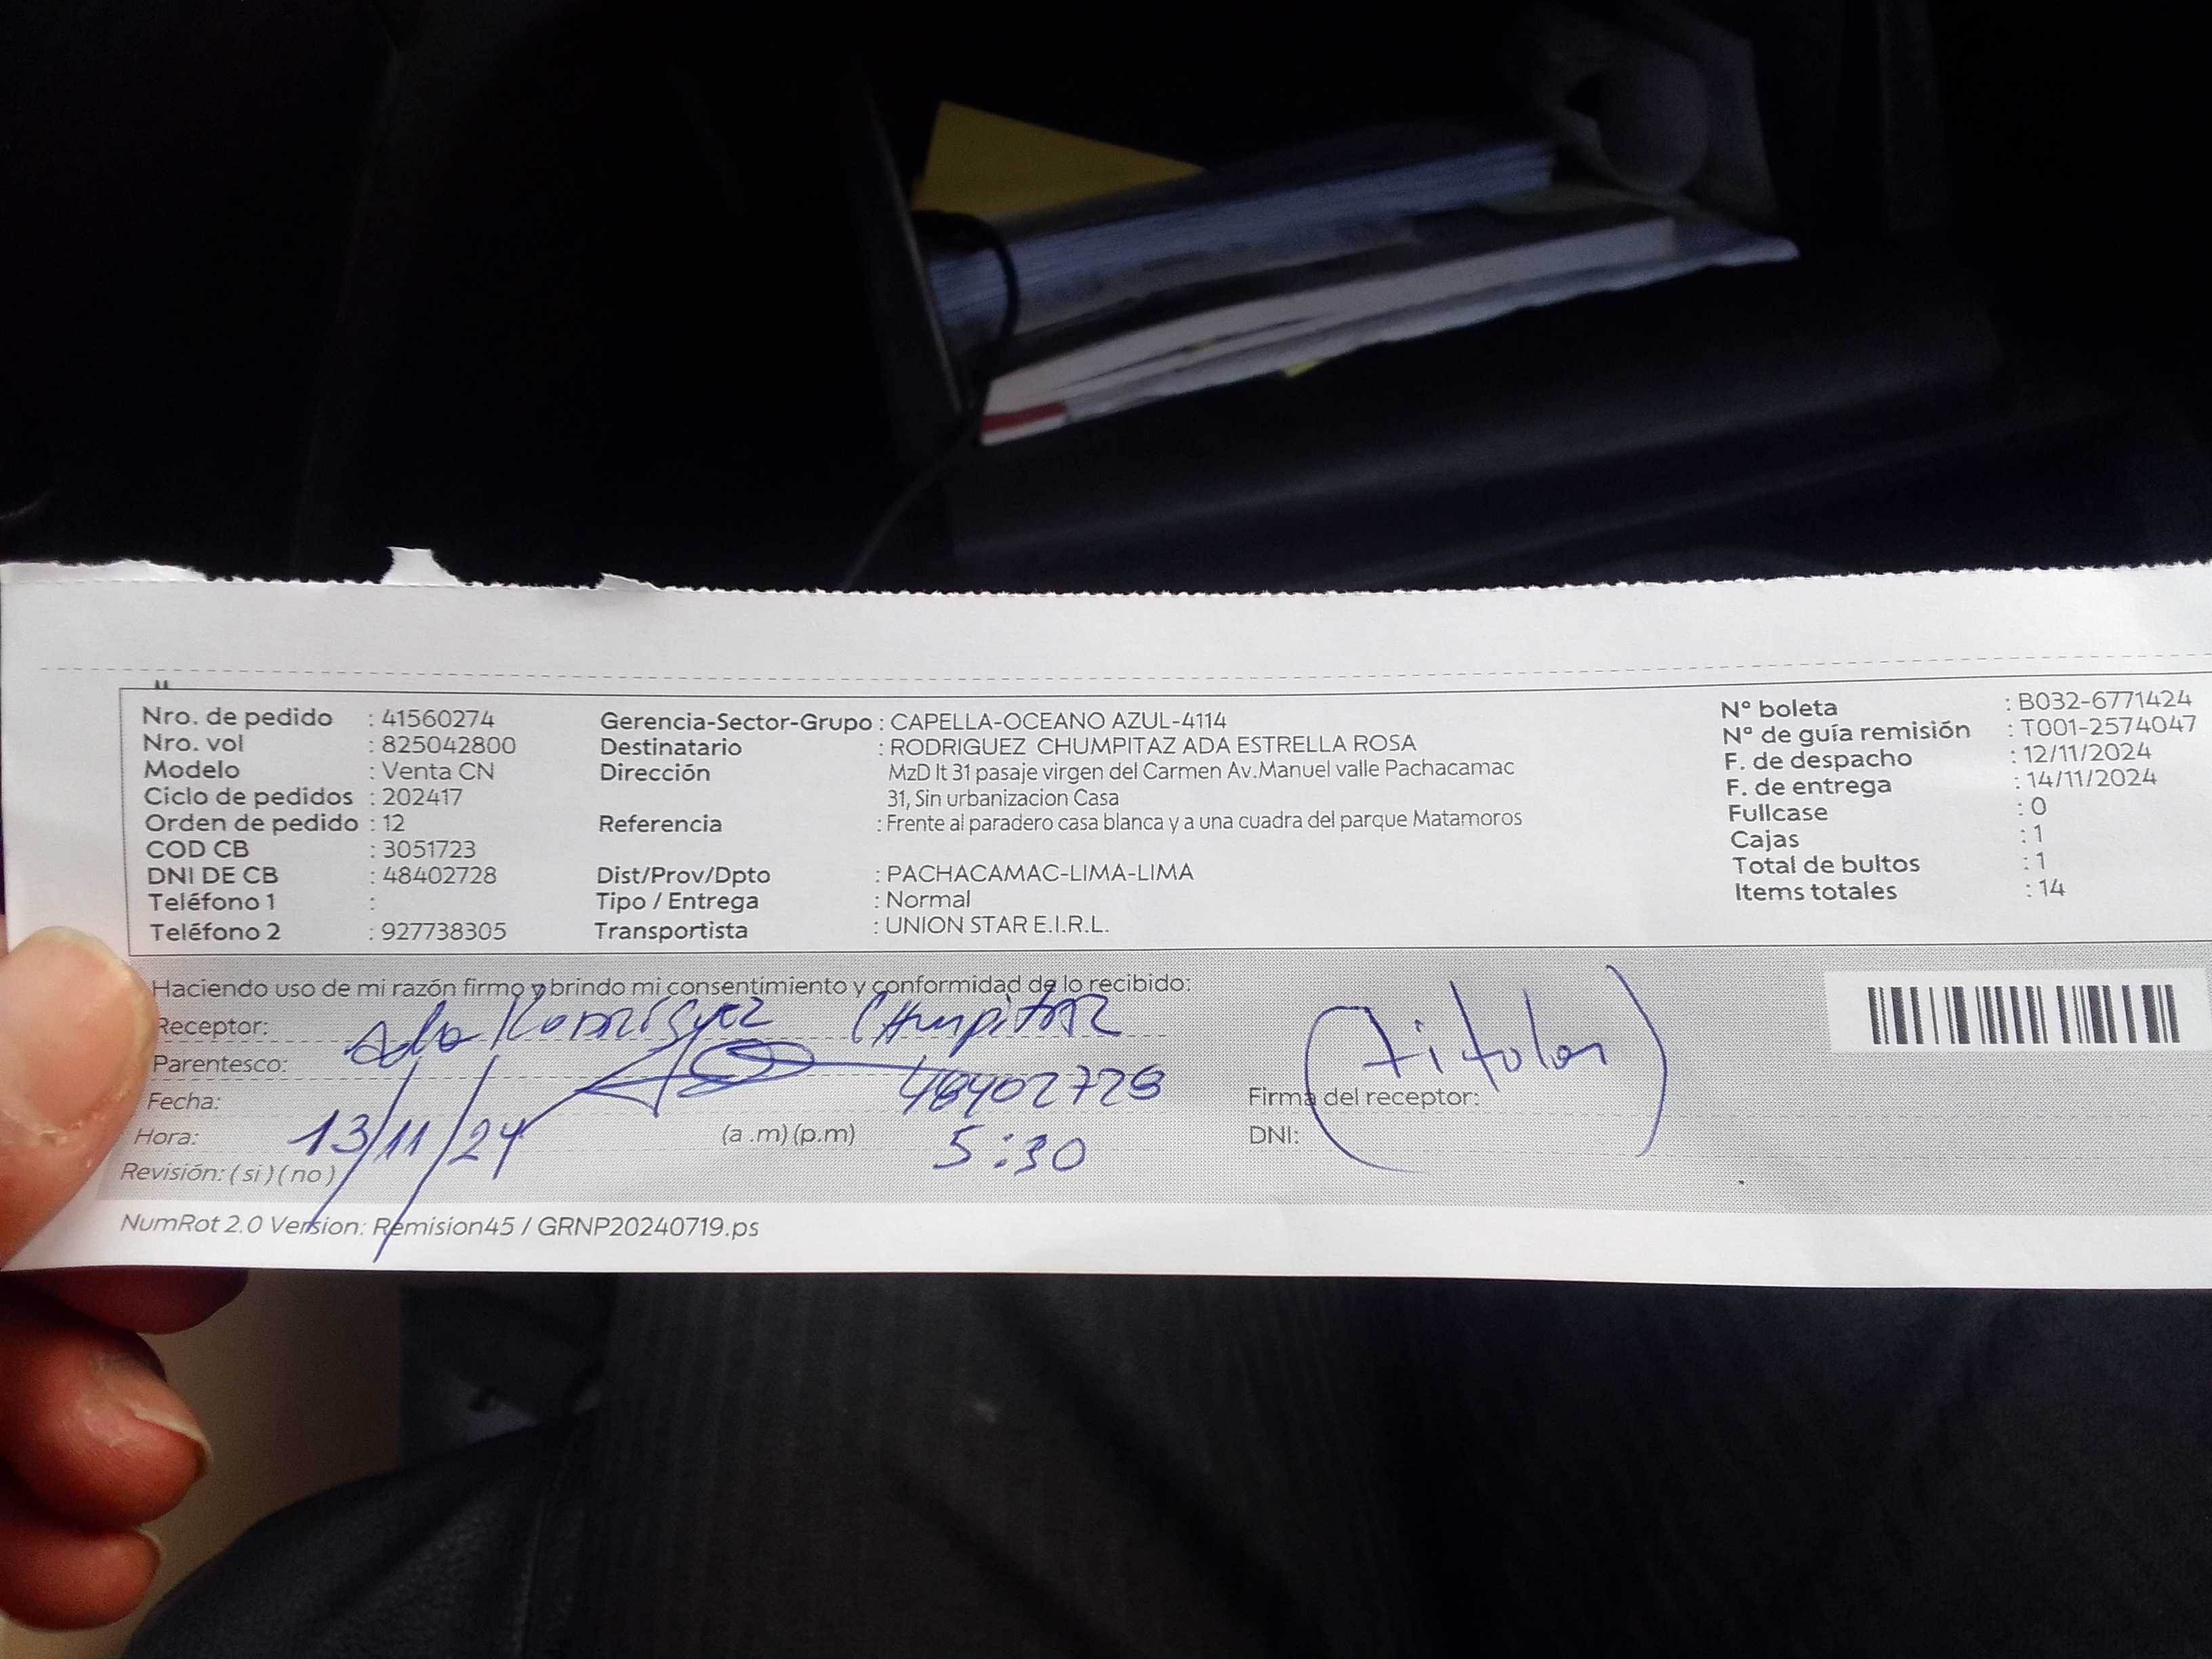 Nro. de pedido : 41560274
Nro. vol : 825042800
Modelo : Venta CN
Ciclo de pedidos : 202417
Orden de pedido : 12
COD CB : 3051723
DNI DE CB : 48402728
Teléfono 1 :
Teléfono 2 : 927738305
Gerencia-Sector-Grupo : CAPELLA-OCEANO AZUL-4114
Destinatario : RODRIGUEZ CHUMPITAZ ADA ESTRELLA ROSA
Dirección MzD lt 31 pasaje virgen del Carmen Av.Manuel valle Pachacamac
31, Sin urbanizacion Casa
Referencia : Frente al paradero casa blanca y a una cuadra del parque Matamoros
Dist/Prov/Dpto : PACHACAMAC-LIMA-LIMA
Tipo / Entrega : Normal
Transportista : UNION STAR E.I.R.L.
N° boleta : B032-6771424
N° de guía remisión : T001-2574047
F. de despacho : 12/11/2024
F. de entrega : 14/11/2024
Fullcase : 0
Cajas : 1
Total de bultos : 1
Items totales : 14
Haciendo uso de mi razón firmo y brindo mi consentimiento y conformidad de lo recibido:
Receptor: Ada Rodríguez Chumpitaz
Parentesco:
Fecha: 48402728
Hora: 13/11/24 (a .m) (p.m) 5:30
Revisión: ( si ) ( no )
(titular)
Firma del receptor:
DNI:
NumRot 2.0 Version: Remision45 / GRNP20240719.ps